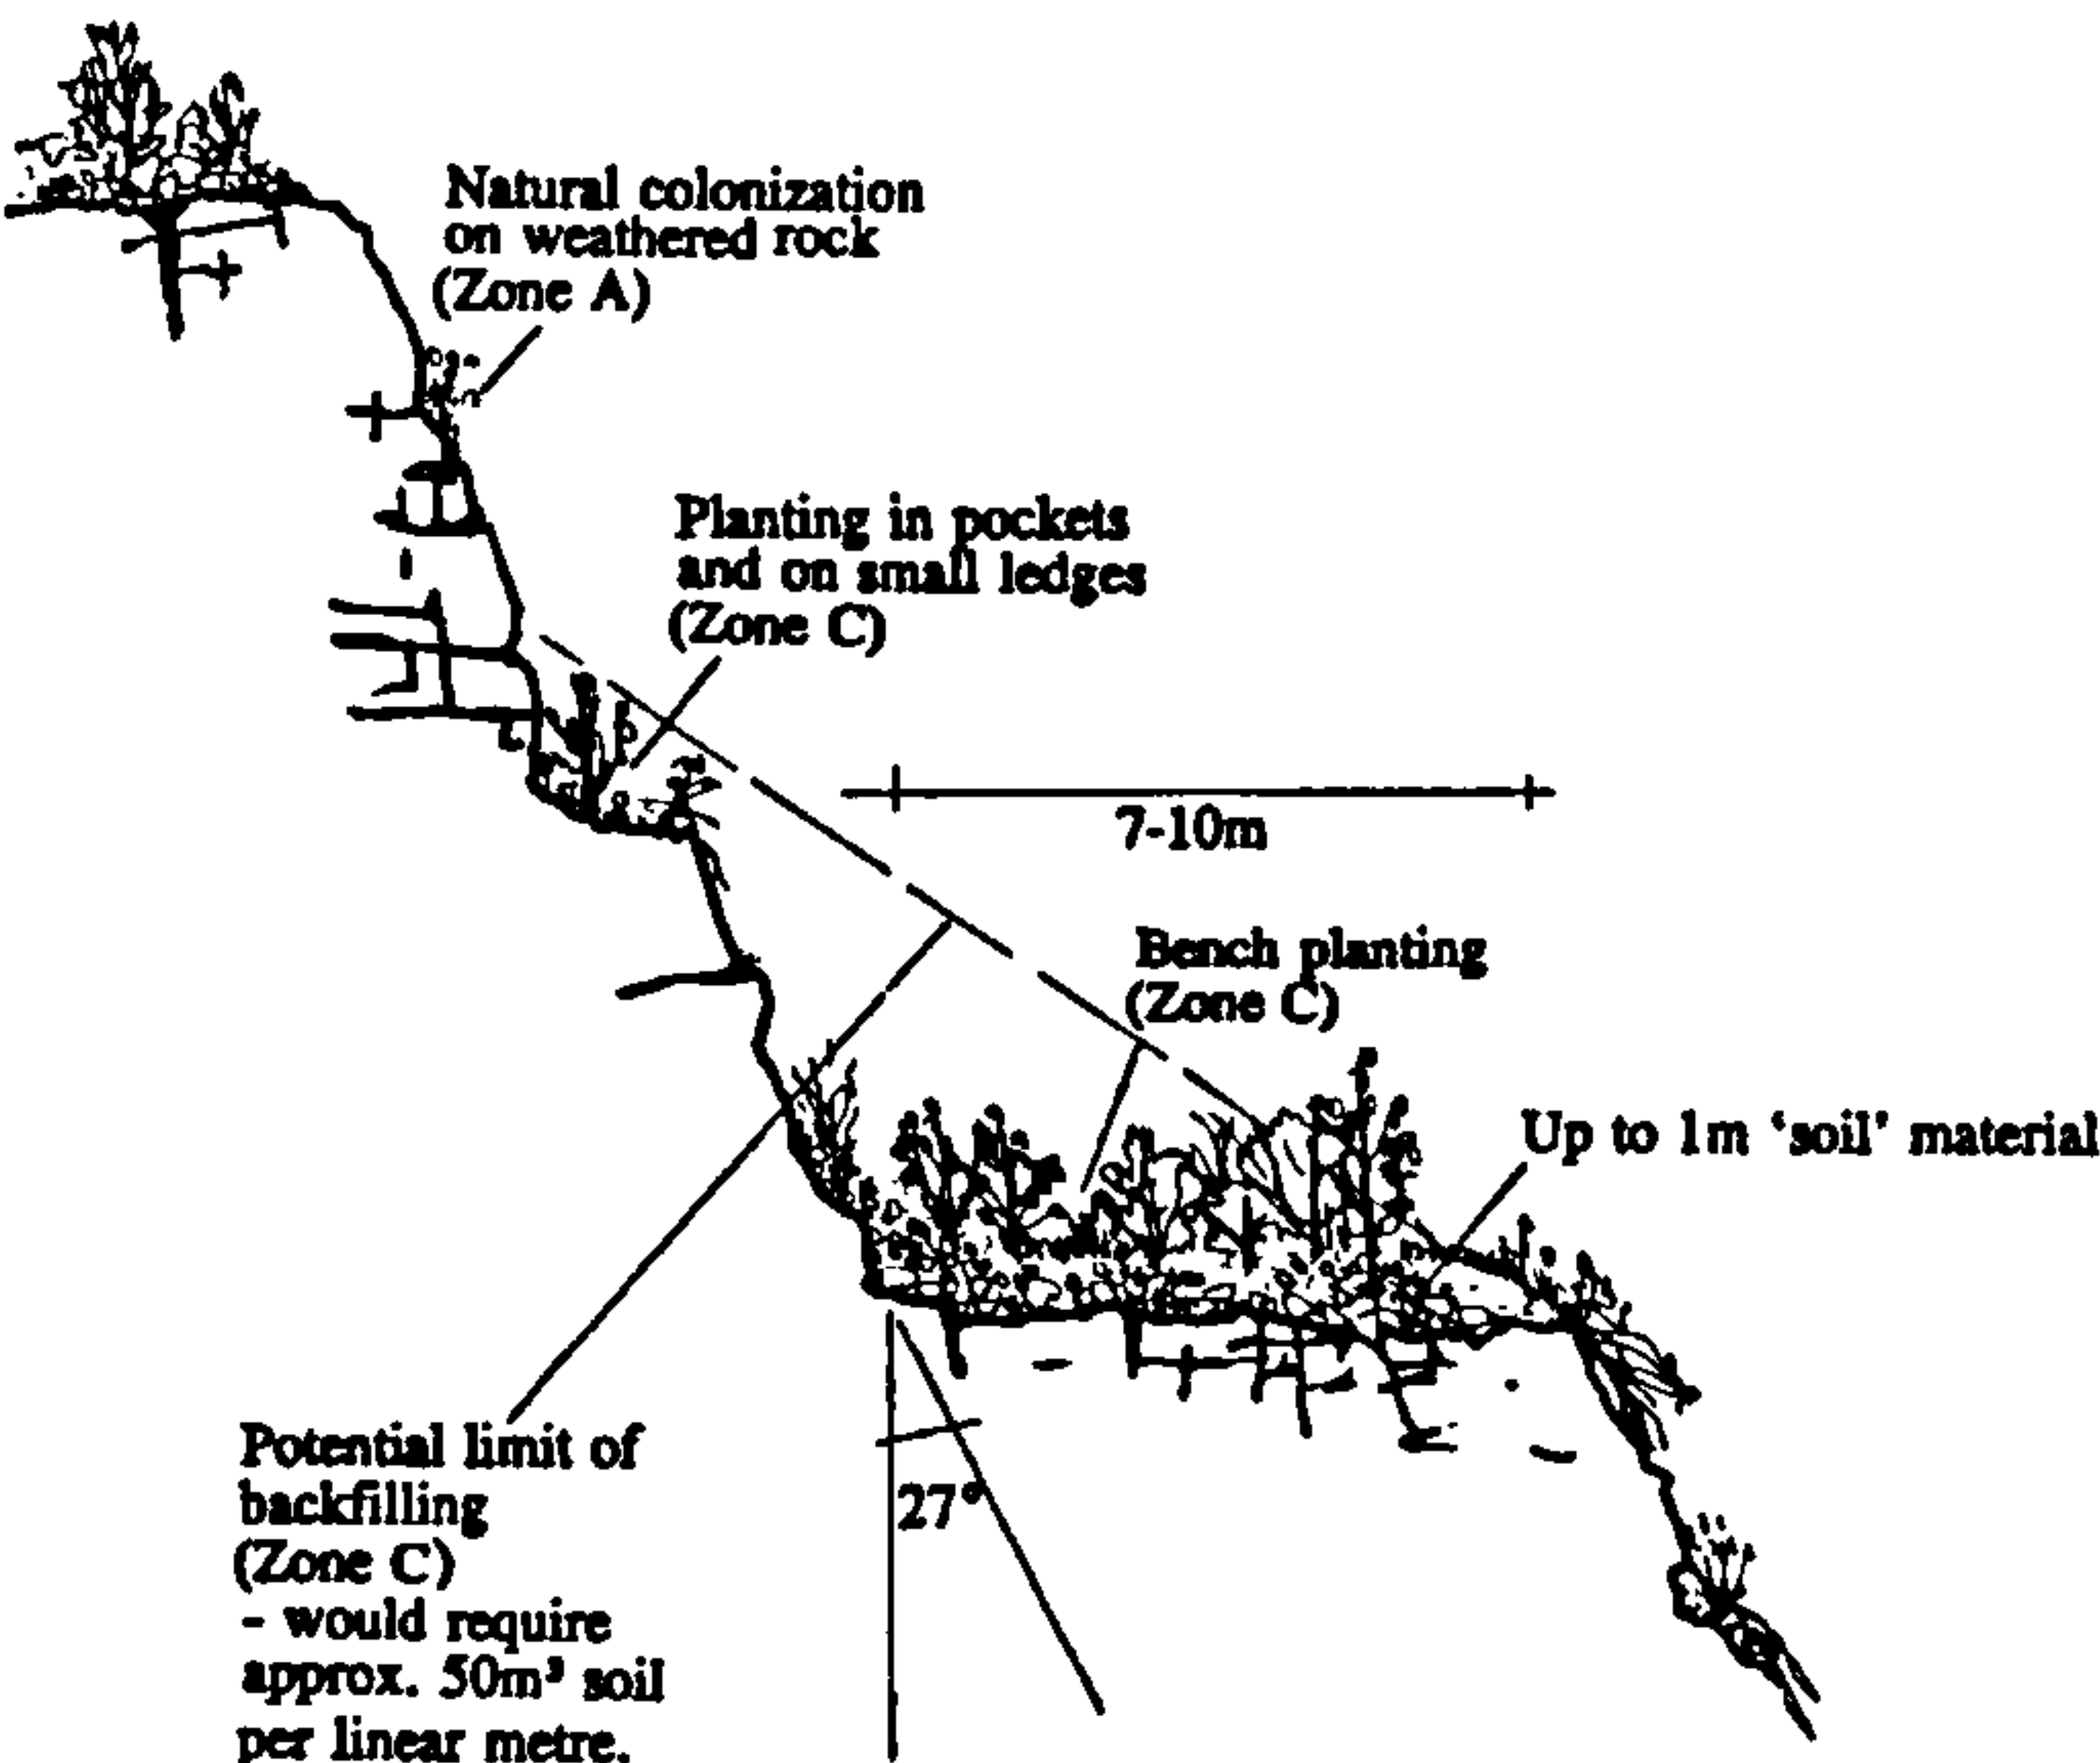 Natural colonization
on weathered rock
(Zone A)
Planting in pockets
and on small ledges
(Zone C)
7-10m
Bench planting
(Zone C)
Up to 1m ‘soil’ material
Potential limit of
backfilling
(Zone C)
- would require
approx. 50m³ soil
per linear metre.
27°